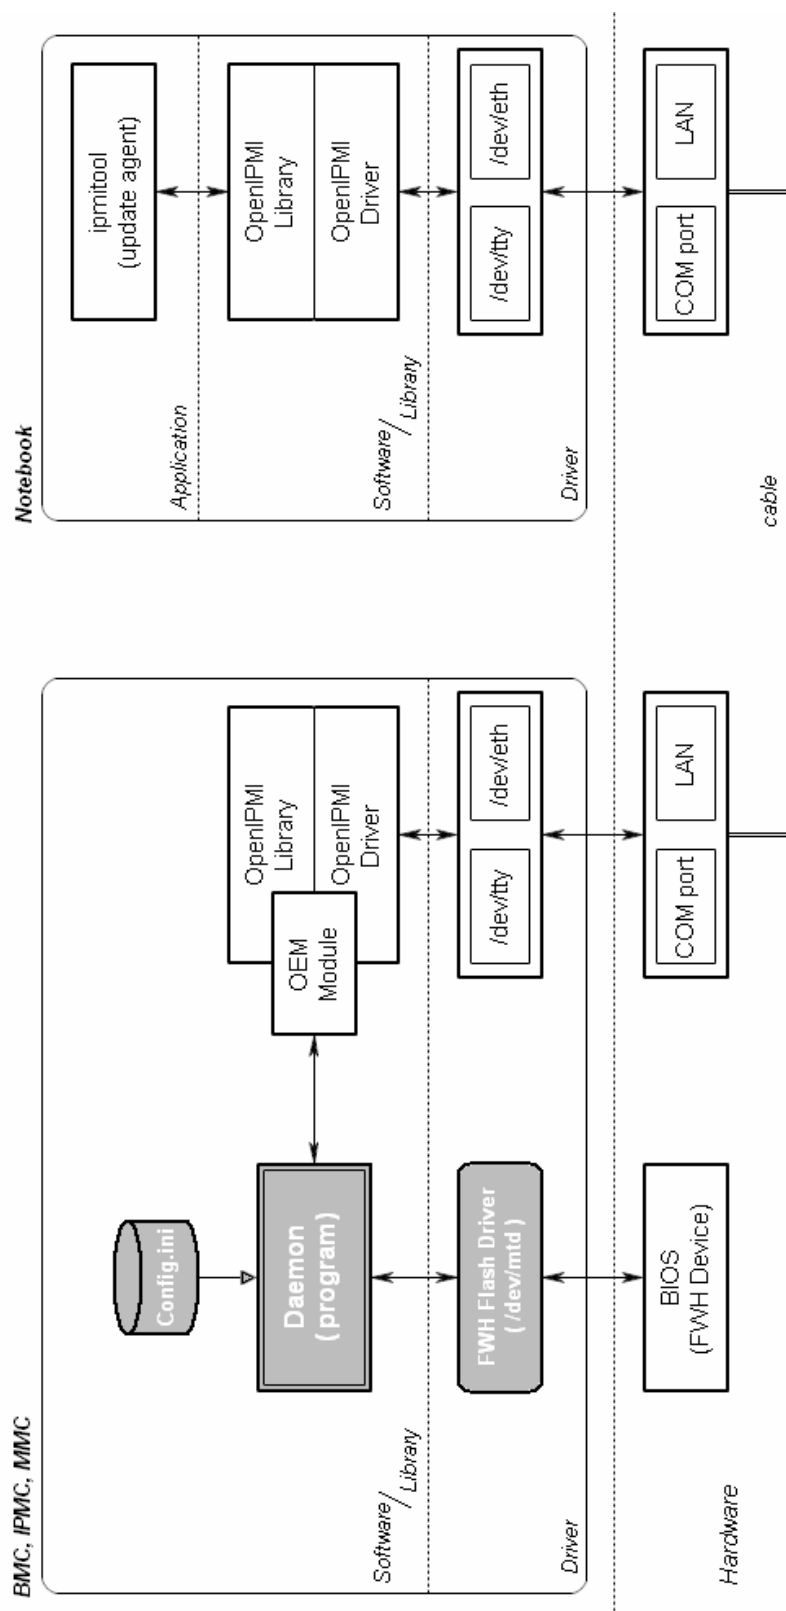 BMC, IPMC, MMC
Config.ini
Daemon
( program)
OEM
Module
OpenIPMI
Library
OpenIPMI
Driver
Software/
Library
FWH Flash Driver
( /dev/mtd )
/dev/tty
/dev/eth
Driver
BIOS
(FWH Device)
COM port
LAN
Hardware
Notebook
ipmitool
(update agent)
Application
OpenIPMI
Library
OpenIPMI
Driver
Software/
Library
/dev/tty
/dev/eth
Driver
COM port
LAN
cable